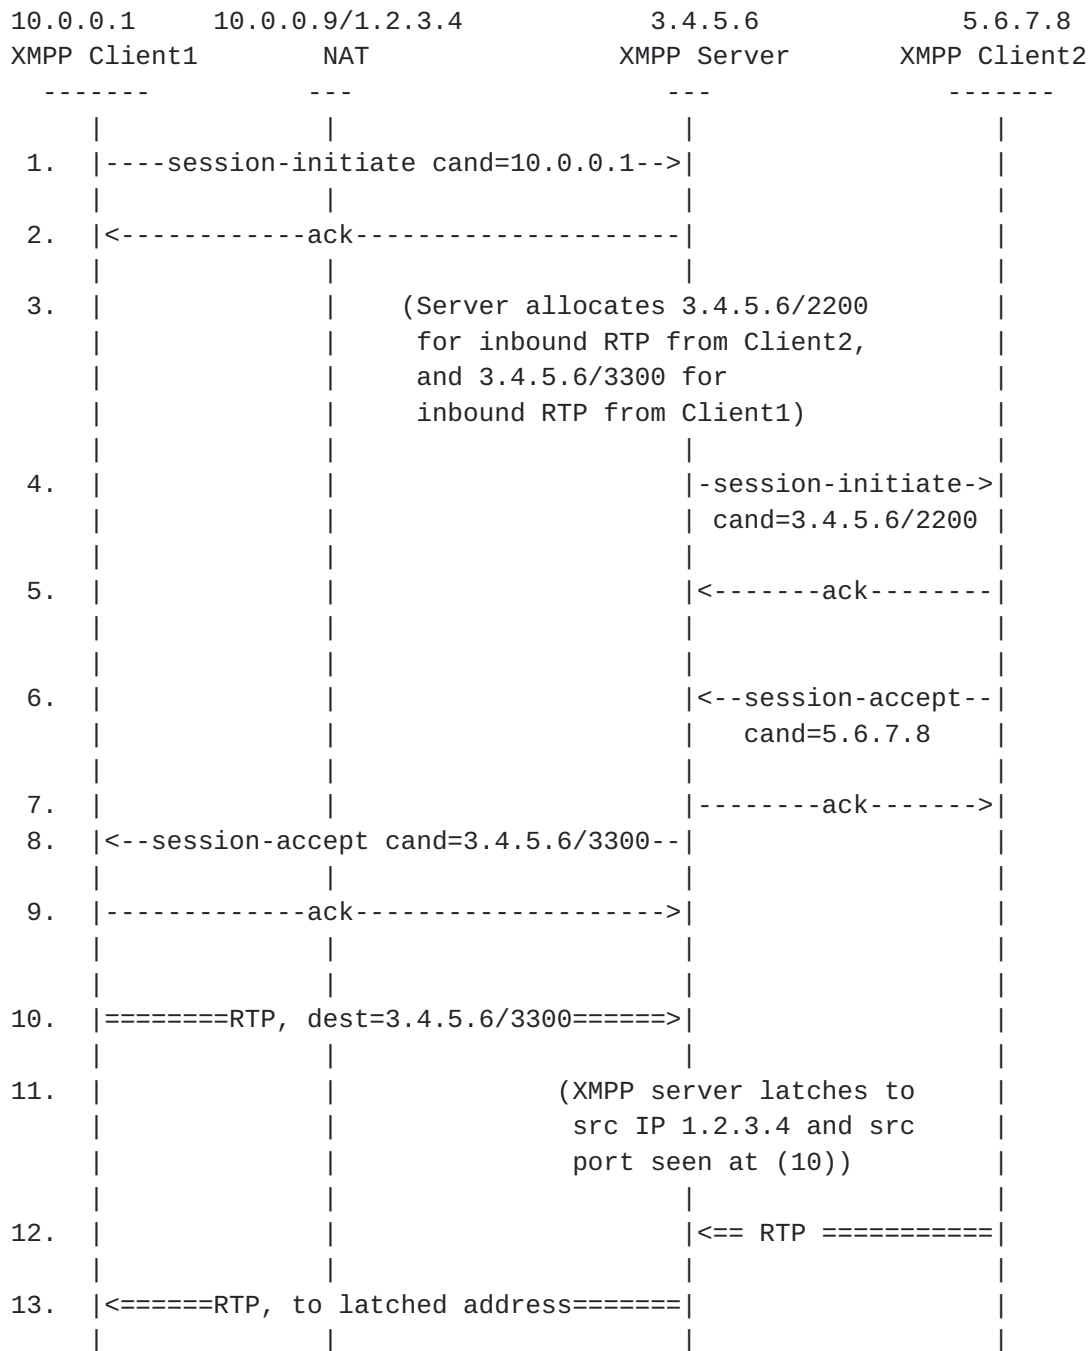 10.0.0.1     10.0.0.9/1.2.3.4            3.4.5.6             5.6.7.8
XMPP Client1        NAT                XMPP Server       XMPP Client2
  -------          ---                    ---               -------
     |              |                      |                   |
 1.  |----session-initiate cand=10.0.0.1-->|                   |
     |              |                      |                   |
 2.  |<-------------ack---------------------|                   |
     |              |                      |                   |
 3.  |              |    (Server allocates 3.4.5.6/2200        |
     |              |     for inbound RTP from Client2,        |
     |              |     and 3.4.5.6/3300 for                 |
     |              |     inbound RTP from Client1)            |
     |              |                      |                   |
 4.  |              |                      |-session-initiate->|
     |              |                      | cand=3.4.5.6/2200 |
     |              |                      |                   |
 5.  |              |                      |<-------ack--------|
     |              |                      |                   |
     |              |                      |                   |
 6.  |              |                      |<--session-accept--|
     |              |                      |   cand=5.6.7.8    |
     |              |                      |                   |
 7.  |              |                      |--------ack------->|
 8.  |<--session-accept cand=3.4.5.6/3300--|                   |
     |              |                      |                   |
 9.  |-------------ack-------------------->|                   |
     |              |                      |                   |
     |              |                      |                   |
10.  |========RTP, dest=3.4.5.6/3300======>|                   |
     |              |                      |                   |
11.  |              |              (XMPP server latches to     |
     |              |               src IP 1.2.3.4 and src     |
     |              |               port seen at (10))         |
     |              |                      |                   |
12.  |              |                      |<== RTP ===========|
     |              |                      |                   |
13.  |<======RTP, to latched address=======|                   |
     |              |                      |                   |